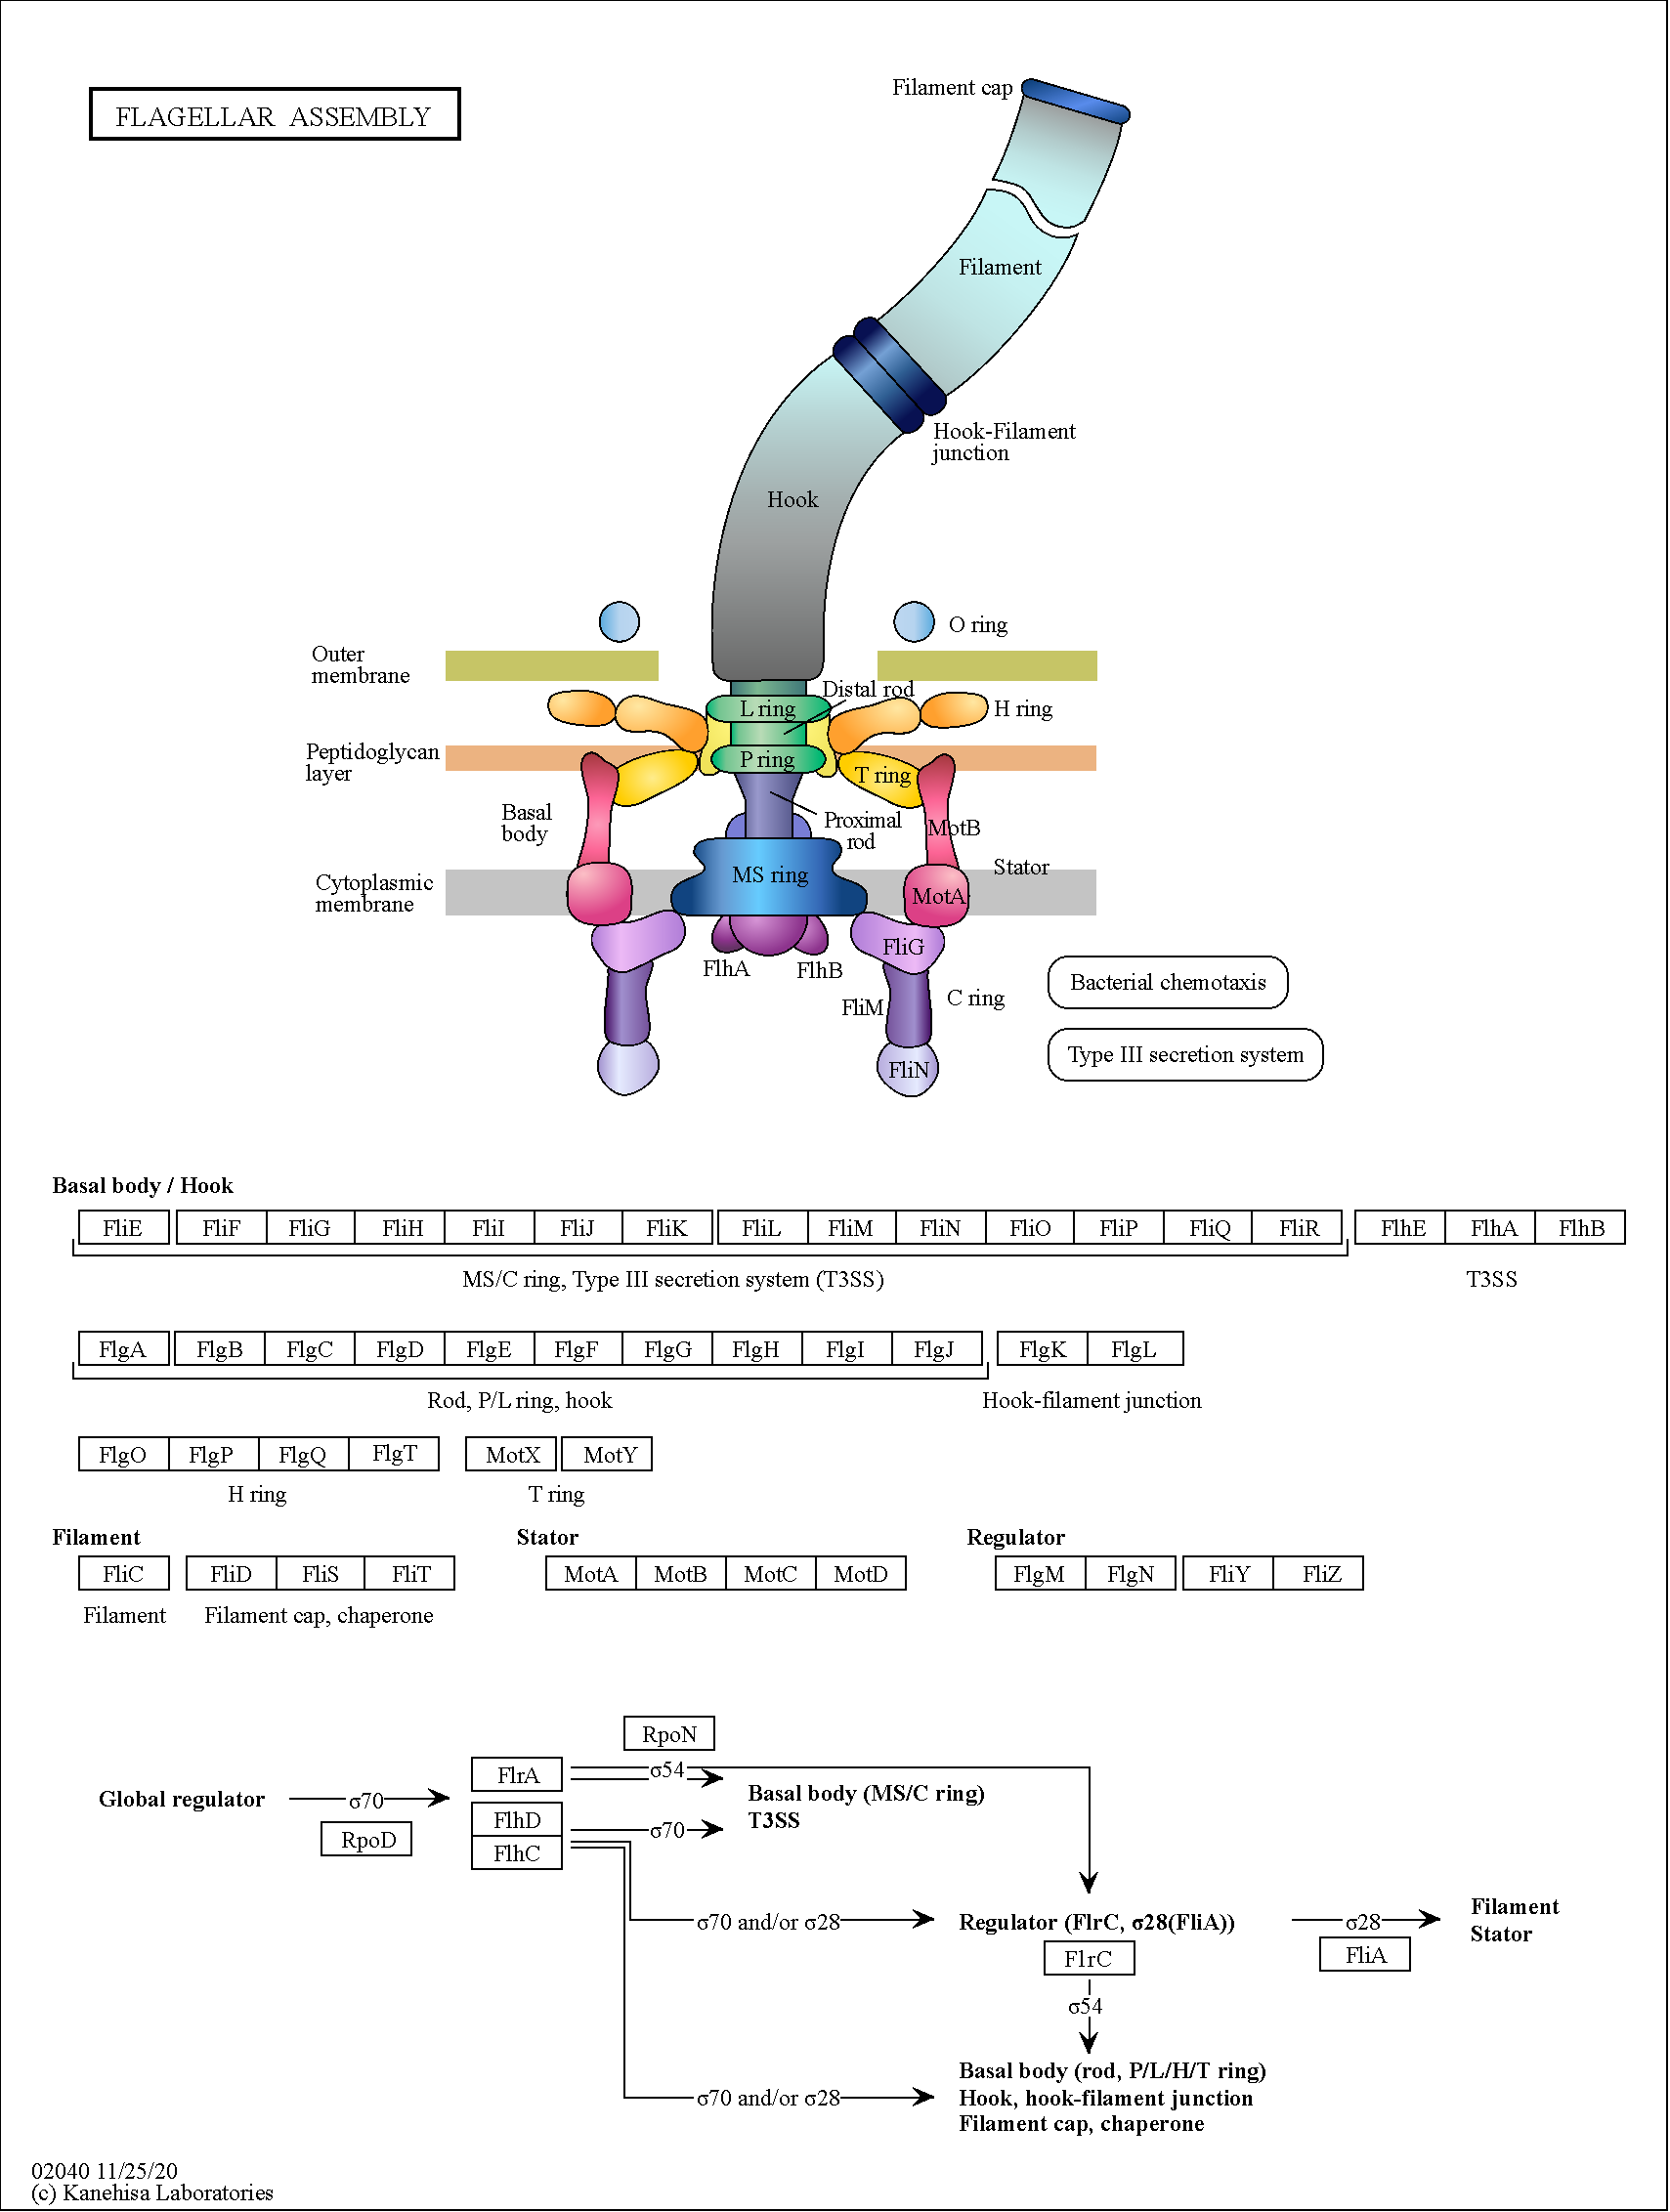 FLAGELLAR ASSEMBLY
Filament cap
Filament
Hook-Filament
junction
Hook
O ring
Outer
membrane
Distal rod
L ring
H ring
Peptidoglycan
layer
P ring
T ring
Basal
body
Proximal
rod
MotB
Stator
MS ring
Cytoplasmic
membrane
MotA
FliG
FlhA
FlhB
Bacterial chemotaxis
C ring
FliM
Type III secretion system
FliN
Basal body / Hook
FliE FliF FliG FliH FliI FliJ FliK FliL FliM FliN FliO FliP FliQ FliR FlhE FlhA FlhB
MS/C ring, Type III secretion system (T3SS) T3SS
FlgA FlgB FlgC FlgD FlgE FlgF FlgG FlgH FlgI FlgJ FlgK FlgL
Rod, P/L ring, hook Hook-filament junction
FlgO FlgP FlgQ FlgT MotX MotY
H ring T ring
Filament Stator Regulator
FliC FliD FliS FliT MotA MotB MotC MotD FlgM FlgN FliY FliZ
Filament Filament cap, chaperone
RpoN
FlrA σ54
Basal body (MS/C ring)
T3SS
Global regulator σ70
RpoD
FlhD σ70
FlhC
σ70 and/or σ28 Regulator (FlrC, σ28(FliA)) σ28
Filament
Stator
FlrC FliA
σ54
Basal body (rod, P/L/H/T ring)
σ70 and/or σ28 Hook, hook-filament junction
Filament cap, chaperone
02040 11/25/20
(c) Kanehisa Laboratories